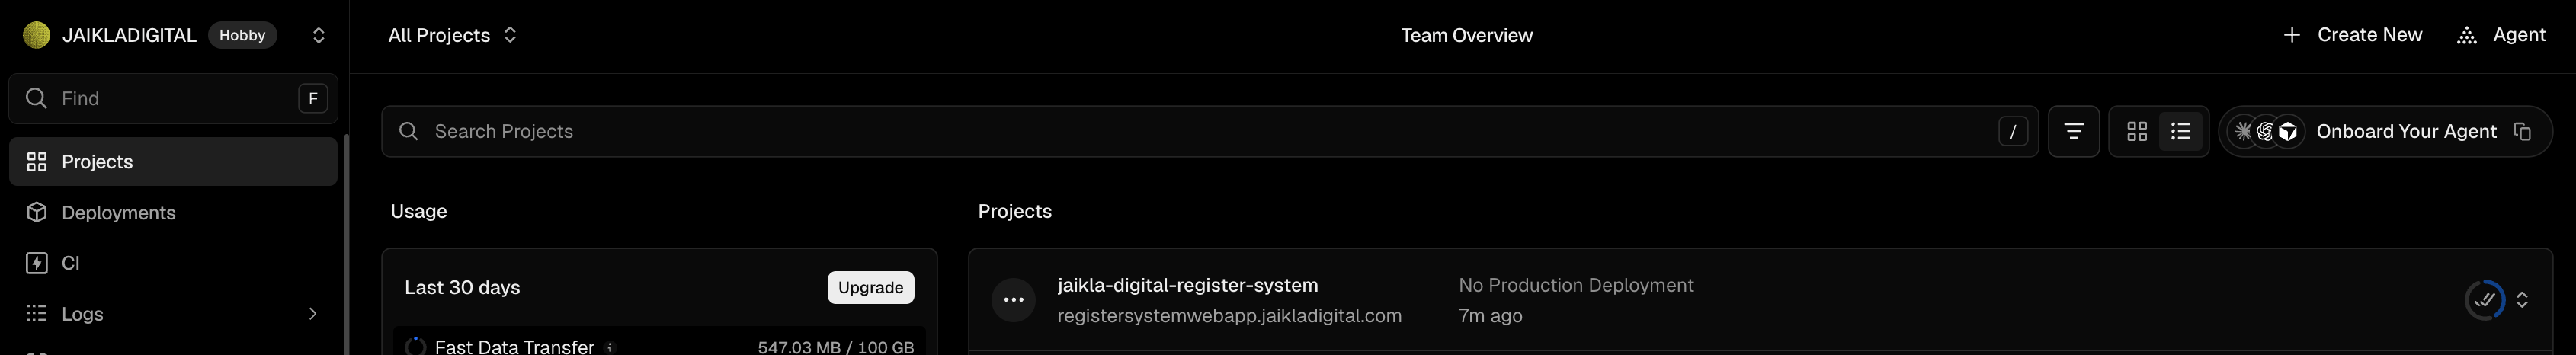 JAIKLADIGITAL Hobby
All Projects
Team Overview
Create New
Agent
Find F
Search Projects /
Onboard Your Agent
Projects
Deployments
CI
Logs
Usage
Last 30 days Upgrade
Fast Data Transfer 547.03 MB / 100 GB
Projects
jaikla-digital-register-system No Production Deployment
registersystemwebapp.jaikladigital.com 7m ago